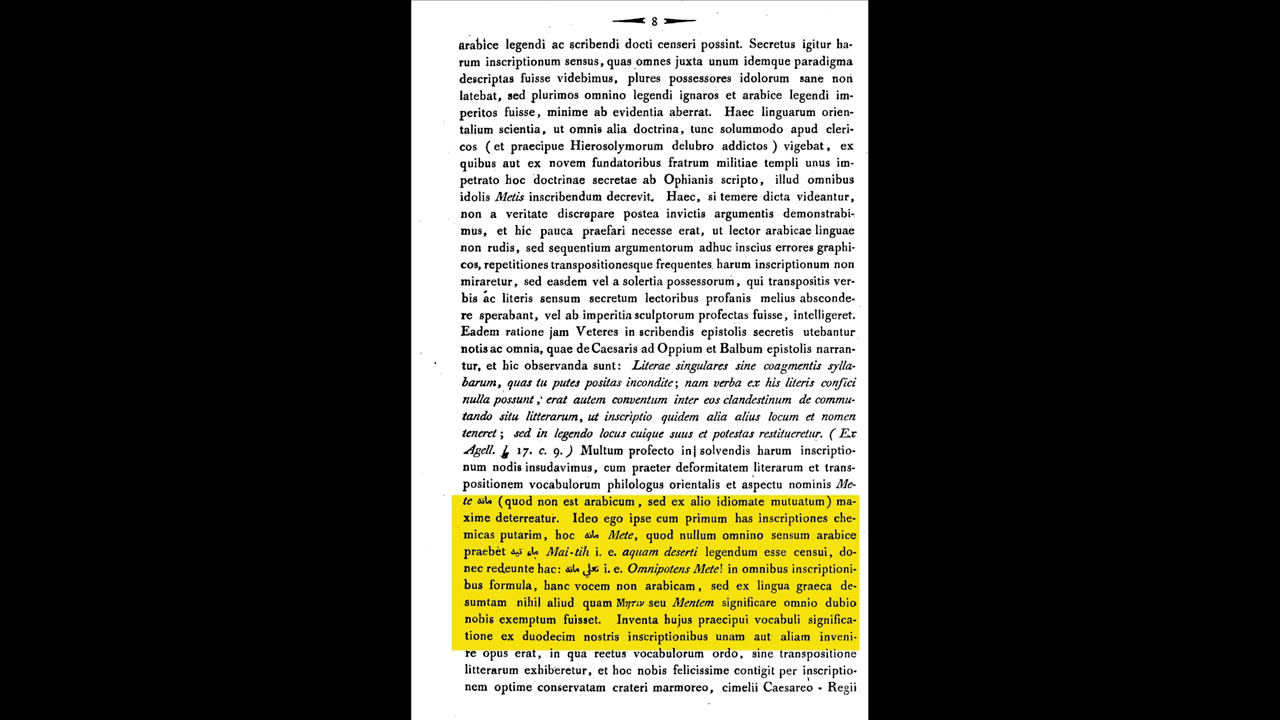 8
arabice legendi ac scribendi docti censeri possint. Secretus igitur ha-
rum inscriptionum sensus, quas omnes juxta unum idemque paradigma
descriptas fuisse videbimus, plures possessores idolorum sane non
latebat, sed plurimos omnino legendi ignaros et arabice legendi im-
peritos fuisse, minime ab evidentia aberrat. Haec linguarum orien-
talium scientia, ut omnis alia doctrina, tunc solummodo apud cleri-
cos (et praecipue Hierosolymorum delubro addictos) vigebat, ex
quibus aut ex novem fundatoribus fratrum militiae templi unus im-
petrato hoc doctrinae secretae ab Ophianis scripto, illud omnibus
idolis Metis inscribendum decrevit. Haec, si temere dicta videantur,
non a veritate discrepare postea invictis argumentis demonstrabi-
mus, et hic pauca praefari necesse erat, ut lector arabicae linguae
non rudis, sed sequentium argumentorum adhuc inscius errores graphi-
cos, repetitiones transpositionesque frequentes harum inscriptionum non
miraretur, sed easdem vel a solertia possessorum, qui transpositis ver-
bis ac literis sensum secretum lectoribus profanis melius absconde-
re sperabant, vel ab imperitia sculptorum profectas fuisse, intelligeret.
Eadem ratione jam Veteres in scribendis epistolis secretis utebantur
notis ac omnia, quae de Caesaris ad Oppium et Balbum epistolis narran-
tur, et hic observanda sunt: Literae singulares sine coagmentis sylla-
barum, quas tu putes positas incondite; nam verba ex his literis confici
nulla possunt; erat autem conventum inter eos clandestinum de commu-
tando situ litterarum, ut inscriptio quidem alia alius locum et nomen
teneret; sed in legendo locus cuique suus et potestas restitueretur. (Ex
Agell. 17. c. 9.) Multum profecto in solvendis harum inscriptio-
num nodis insudavimus, cum praeter deformitatem literarum et trans-
positionem vocabulorum philologus orientalis et aspectu nominis Me-
te (quod non est arabicum, sed ex alio idiomate mutuatum) ma-
xime deterreatur. Ideo ego ipse cum primum has inscriptiones che-
micas putarim, hoc Mete, quod nullum omnino sensum arabice
praebet Mai-tih i. e. aquam deserti legendum esse censui, do-
nec redeunte hac: i. e. Omnipotens Mete! in omnibus inscriptioni-
bus formula, hanc vocem non arabicam, sed ex lingua graeca de-
sumtam nihil aliud quam Μητιν seu Mentem significare omnio dubio
nobis exemptum fuisset. Inventa hujus praecipui vocabuli significa-
tione ex duodecim nostris inscriptionibus unam aut aliam inveni-
re opus erat, in qua rectus vocabulorum ordo, sine transpositione
litterarum exhiberetur, et hoc nobis felicissime contigit per inscriptio-
nem optime conservatam crateri marmoreo, cimelii Caesareo - Regii